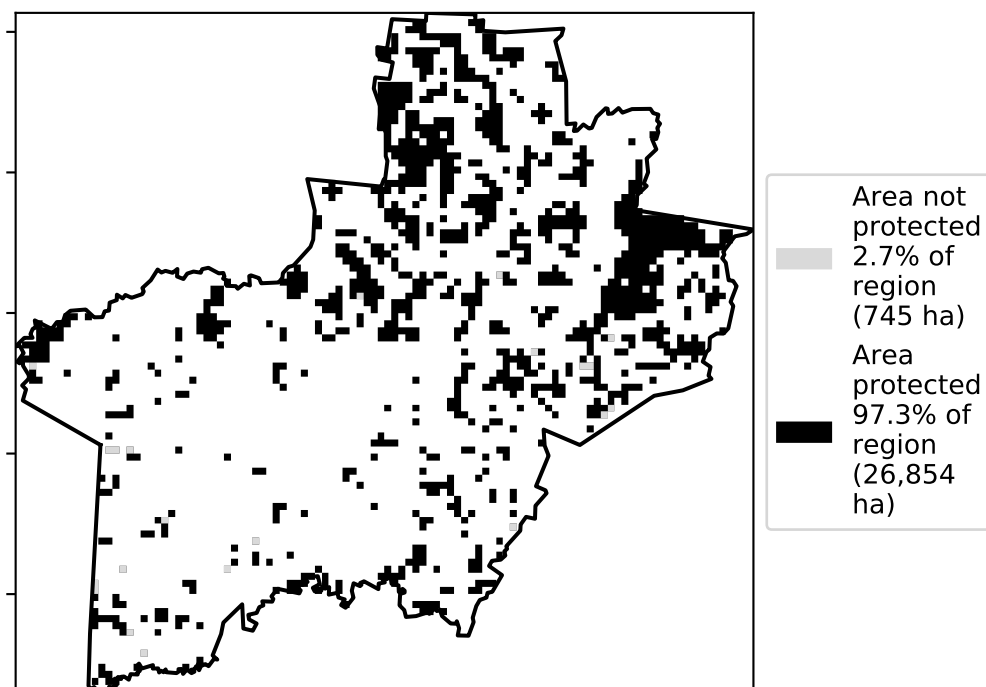 Area not
protected
2.7% of
region
(745 ha)
Area
protected
97.3% of
region
(26,854
ha)